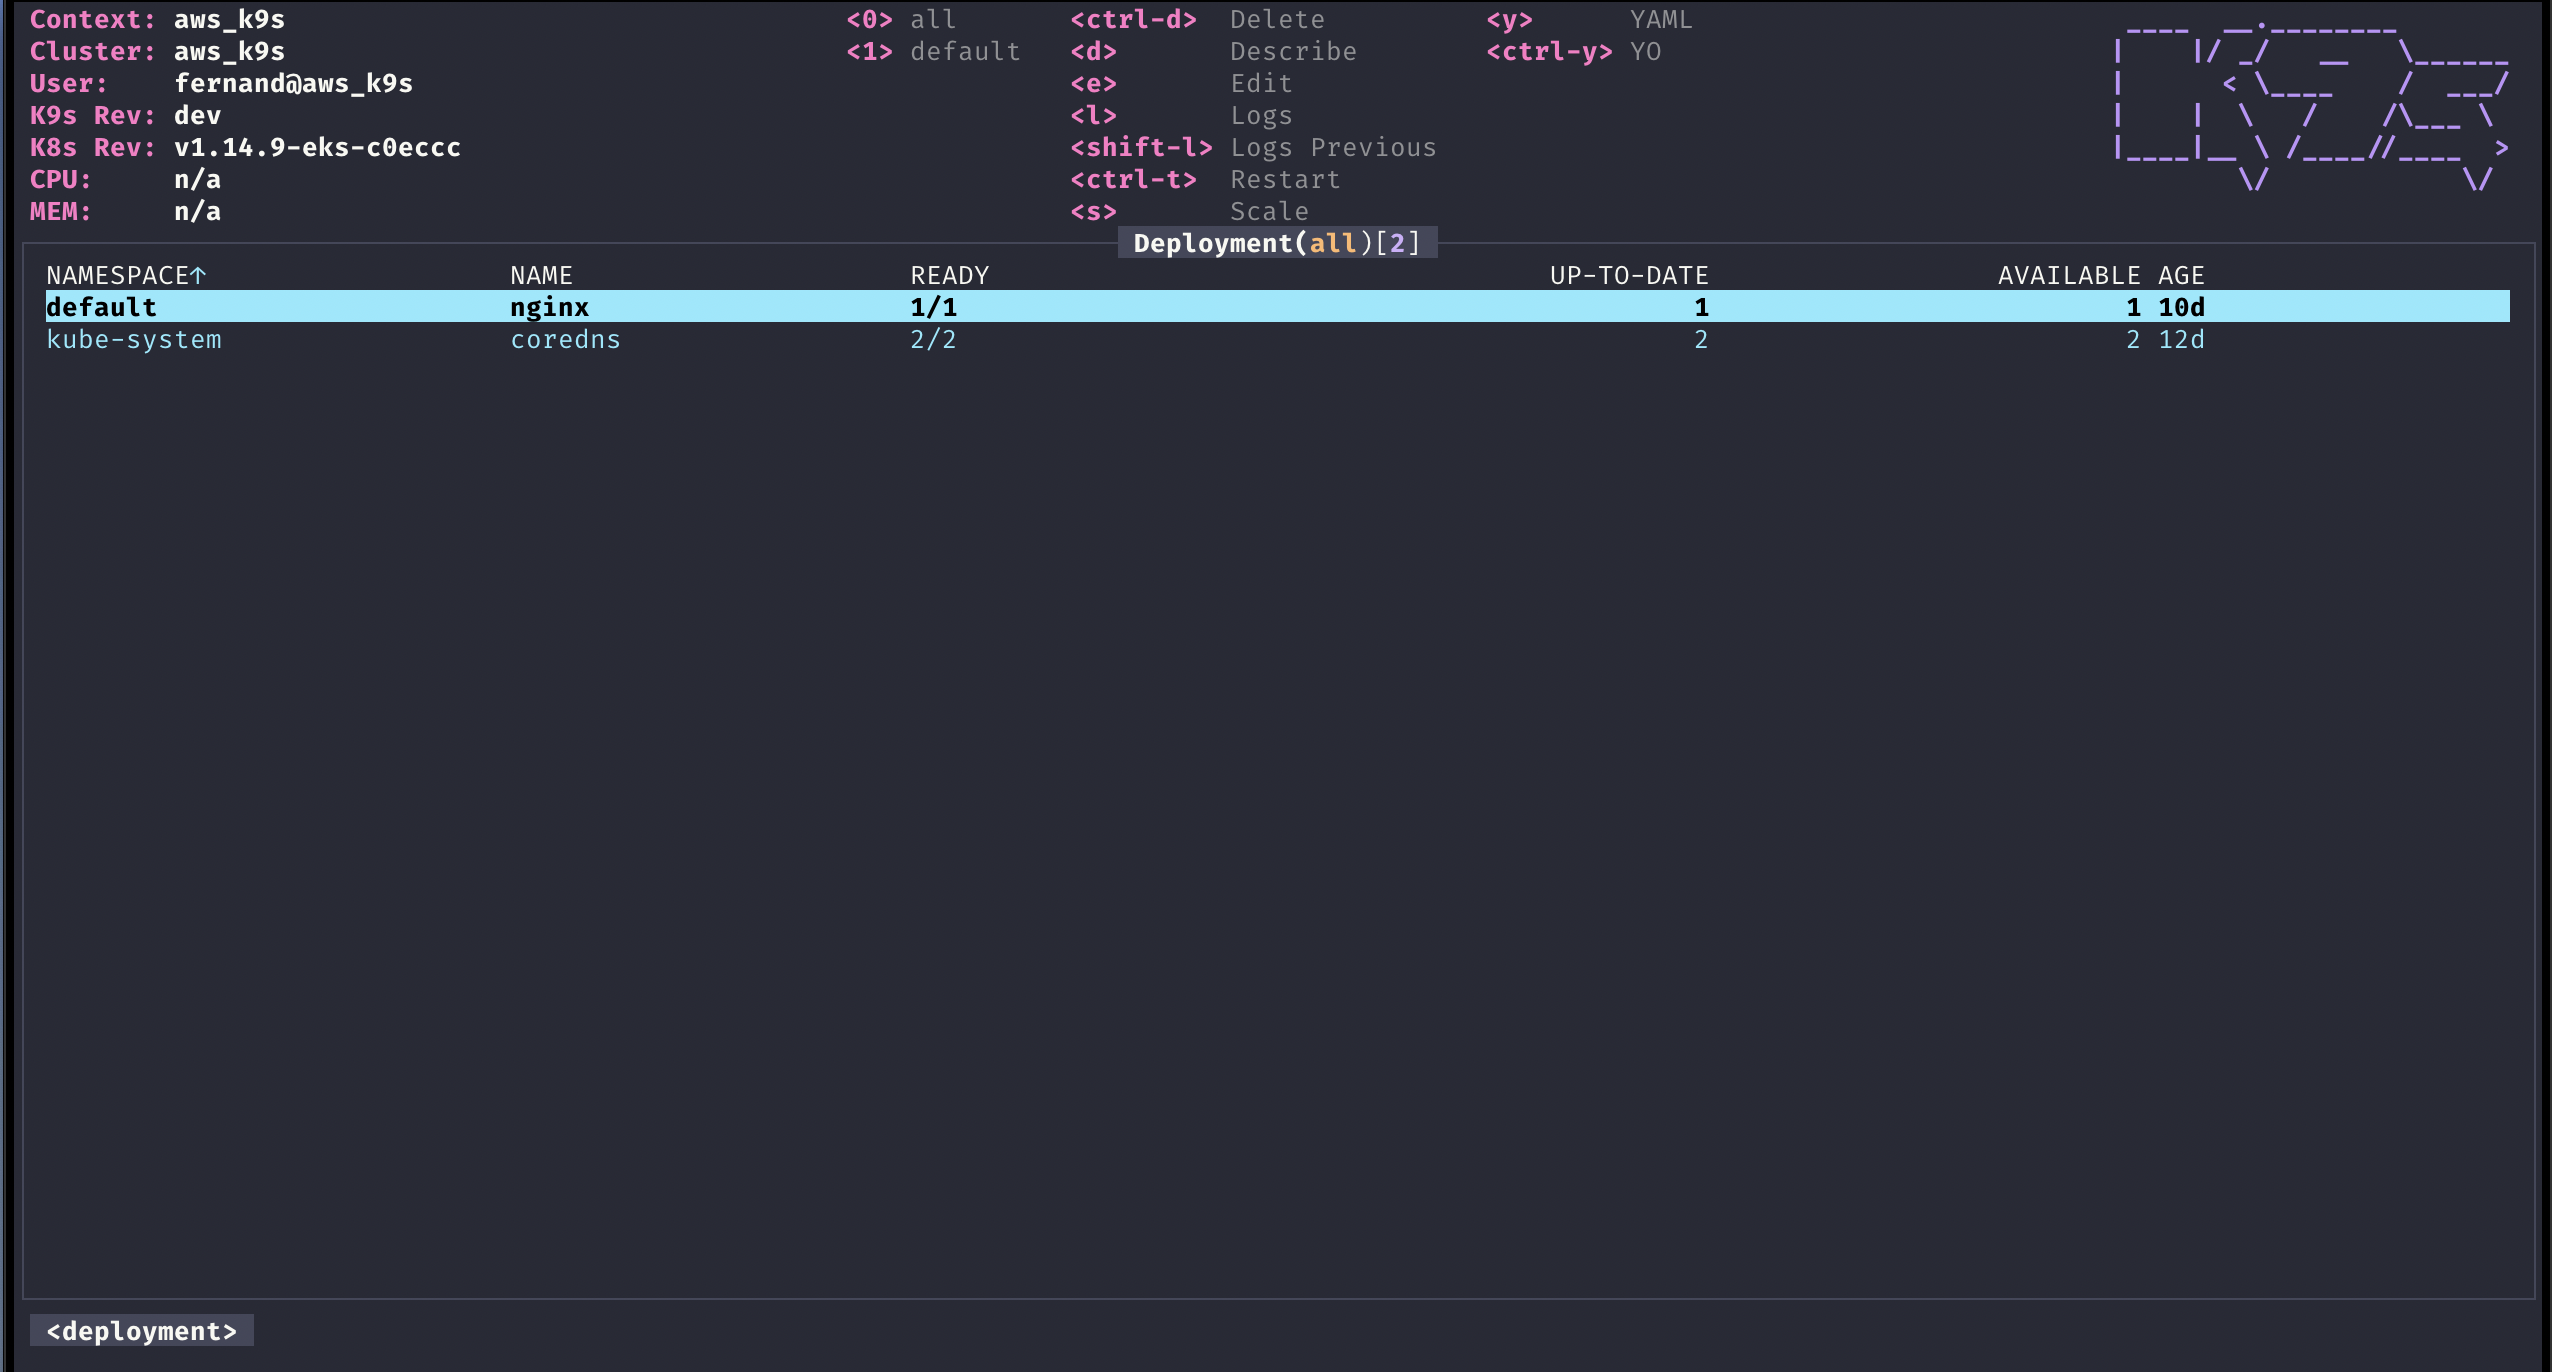 Context: aws_k9s
Cluster: aws_k9s
User: fernand@aws_k9s
K9s Rev: dev
K8s Rev: v1.14.9-eks-c0eccc
CPU: n/a
MEM: n/a
<0> all
<1> default
<ctrl-d> Delete
<d> Describe
<e> Edit
<l> Logs
<shift-l> Logs Previous
<ctrl-t> Restart
<s> Scale
<y> YAML
<ctrl-y> YO
K9s
Deployment(all)[2]
NAMESPACE↑ NAME READY UP-TO-DATE AVAILABLE AGE
default nginx 1/1 1 1 10d
kube-system coredns 2/2 2 2 12d
<deployment>